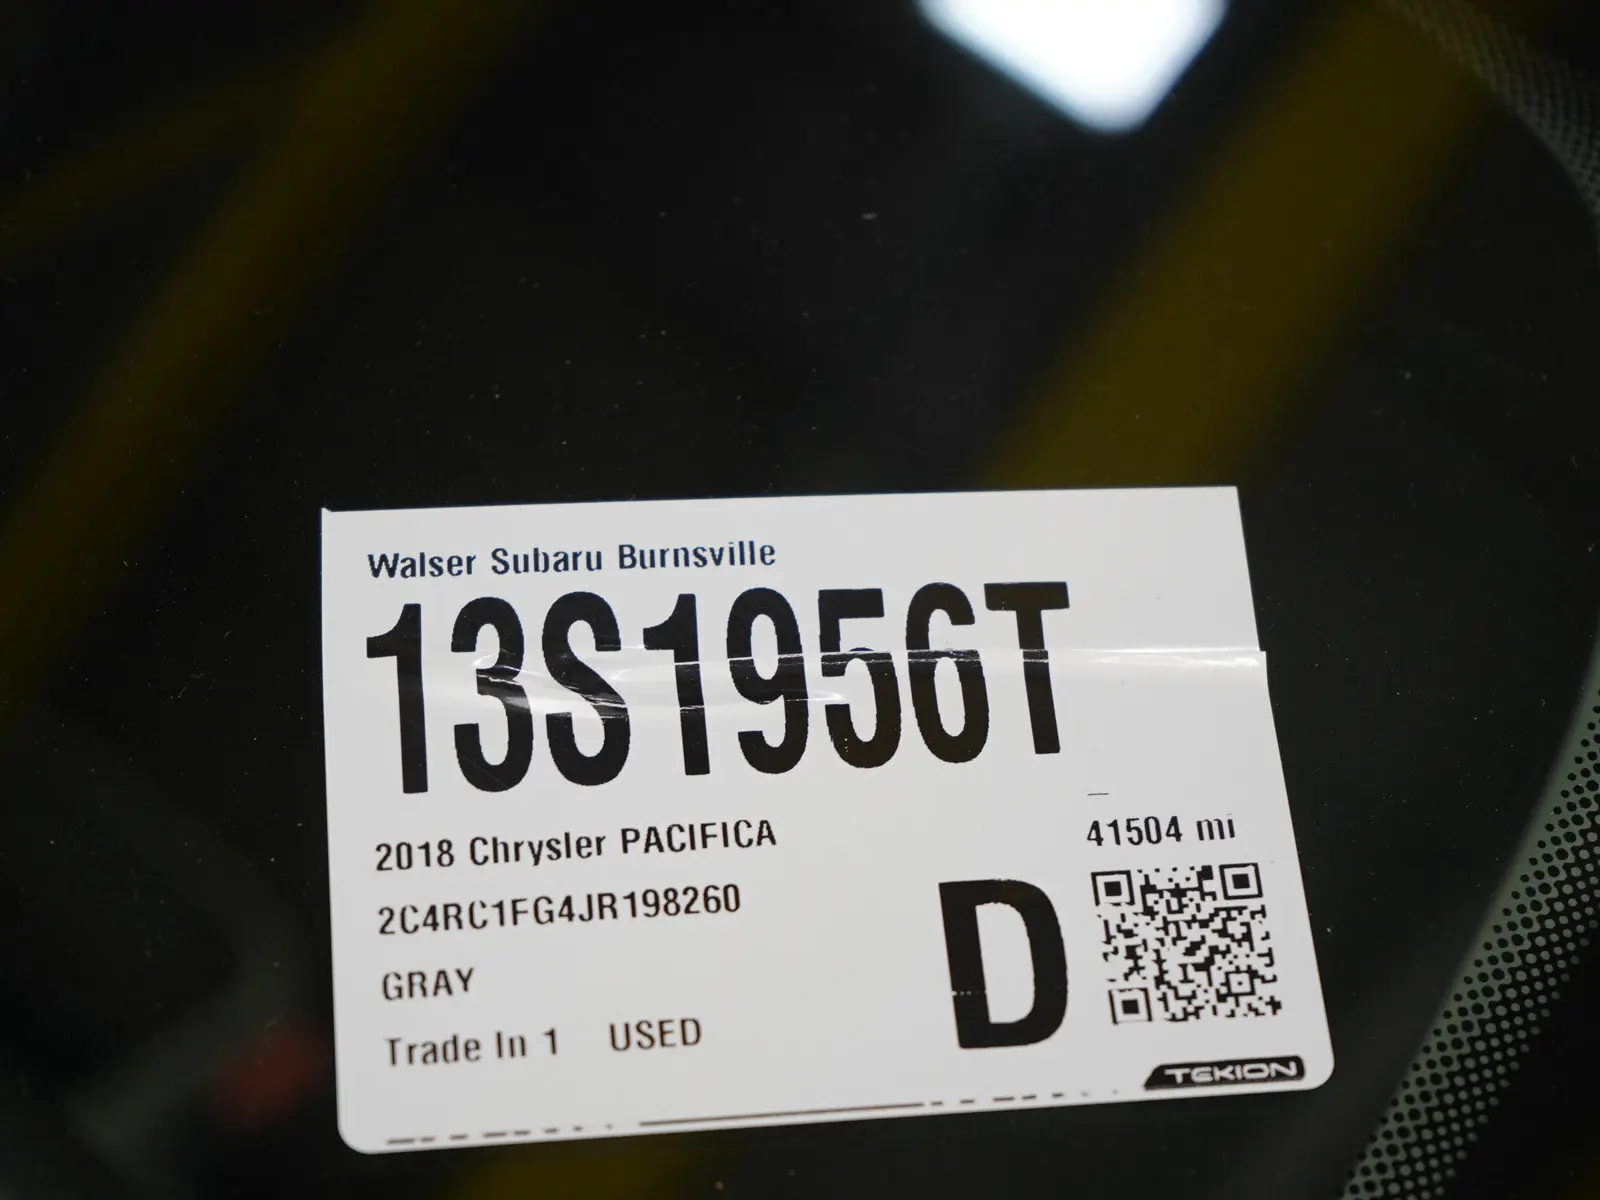 Walser Subaru Burnsville
13S1956T
2018 Chrysler PACIFICA
41504 mi
2C4RC1FG4JR198260
D
GRAY
Trade In 1 USED
TEKION